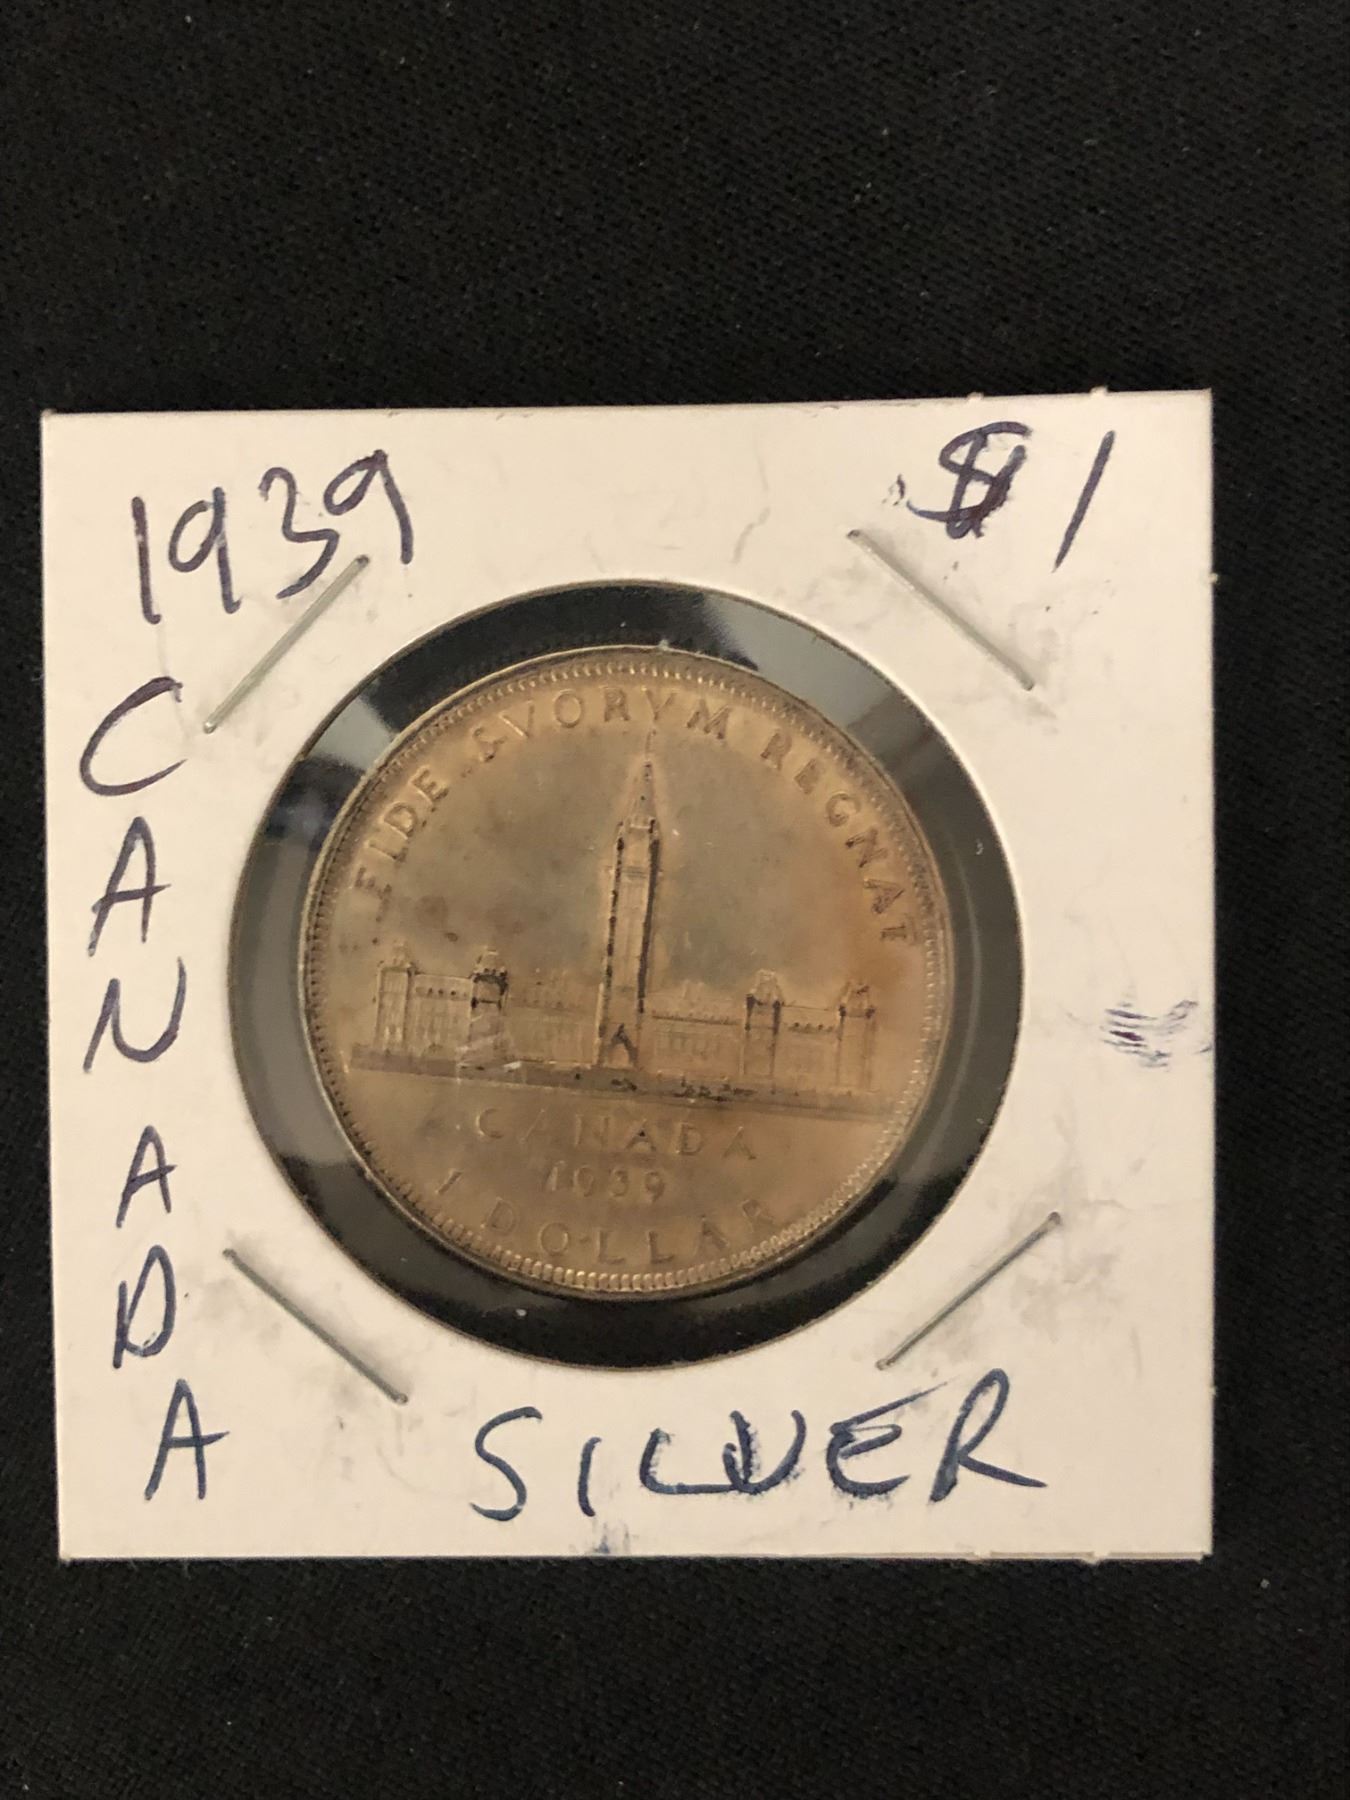 1939
$1
CANADA
SILVER
FIDE SVORVM REGNAT
CANADA
1939
1 DOLLAR